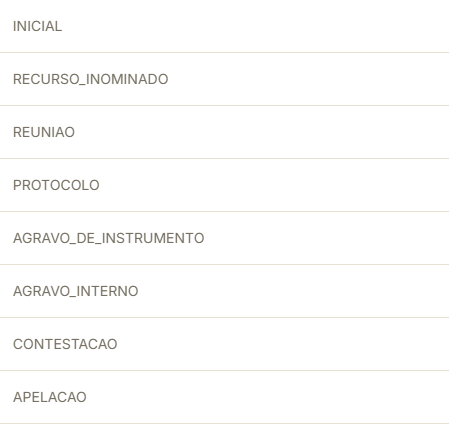 INICIAL
RECURSO_INOMINADO
REUNIAO
PROTOCOLO
AGRAVO_DE_INSTRUMENTO
AGRAVO_INTERNO
CONTESTACAO
APELACAO